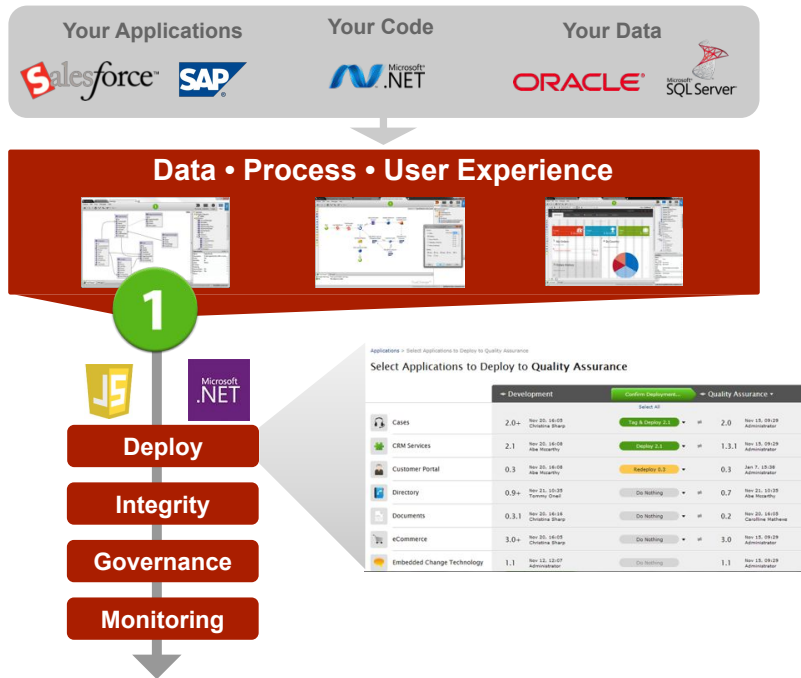 Your Applications
Your Code
Your Data
Salesforce™
SAP®
Microsoft®
.NET
ORACLE®
Microsoft®
SQL Server®
Data • Process • User Experience
1
JS
Microsoft
.NET
Deploy
Integrity
Governance
Monitoring
Applications » Select Applications to Deploy to Quality Assurance
Select Applications to Deploy to Quality Assurance
Development Confirm Deployment... Quality Assurance
Select All
Cases 2.0+ Nov 20, 16:05 Christina Sharp Tag & Deploy 2.1 2.0 Nov 15, 09:29 Administrator
CRM Services 2.1 Nov 20, 16:08 Abe Mccarthy Deploy 2.1 1.3.1 Nov 15, 09:29 Administrator
Customer Portal 0.3 Nov 20, 16:08 Abe Mccarthy Redeploy 0.3 0.3 Jan 7, 15:38 Administrator
Directory 0.9+ Nov 21, 10:35 Tommy Oneil Do Nothing 0.7 Nov 21, 10:35 Abe Mccarthy
Documents 0.3.1 Nov 20, 16:16 Christina Sharp Do Nothing 0.2 Nov 20, 16:05 Carolline Mathews
eCommerce 3.0+ Nov 20, 16:05 Christina Sharp Do Nothing 3.0 Nov 15, 09:29 Administrator
Embedded Change Technology 1.1 Nov 12, 12:07 Administrator Do Nothing 1.1 Nov 15, 09:29 Administrator